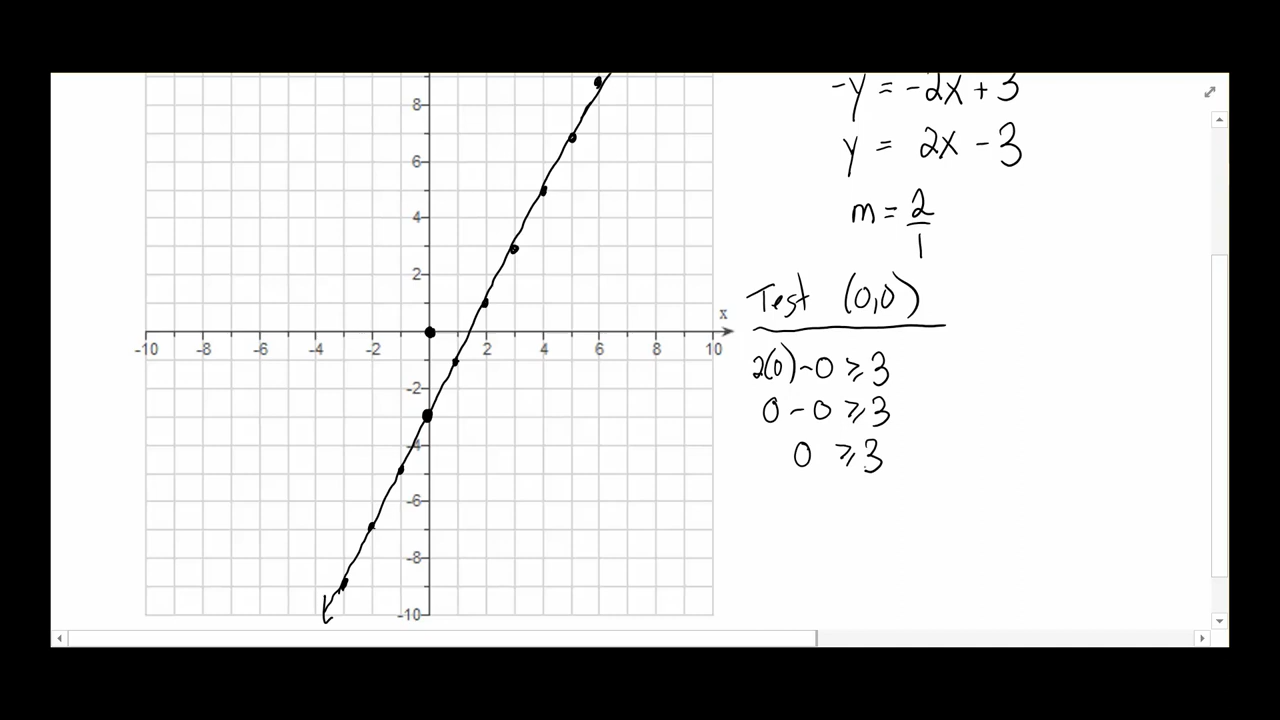 -y = -2x + 3
y = 2x - 3
m = 2/1
Test (0,0)
2(0) - 0 ≥ 3
0 - 0 ≥ 3
0 ≥ 3
8
6
4
2
x
-10 -8 -6 -4 -2 2 4 6 8 10
-2
-4
-6
-8
-10